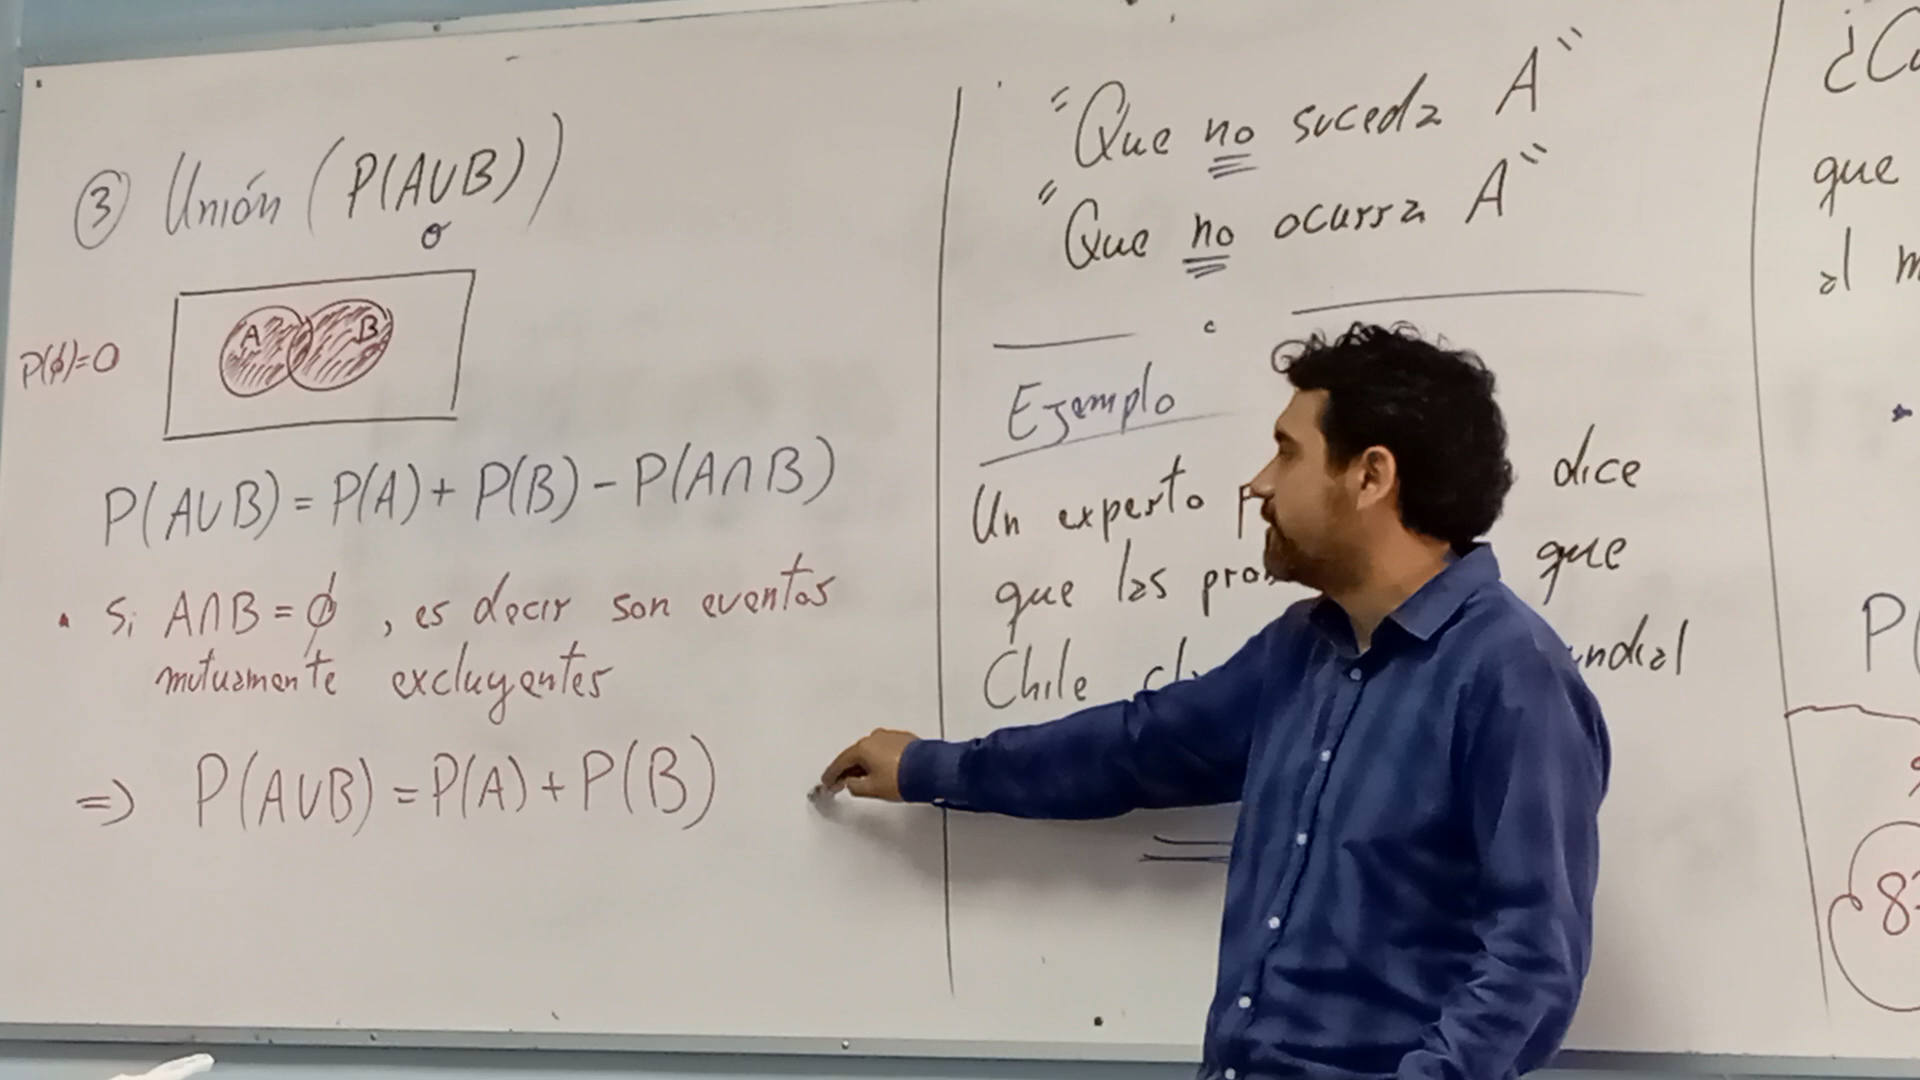 ③ Unión (P(A∪B))
o
A B
P(∅)=0
P(A∪B) = P(A) + P(B) - P(A∩B)
• Si A∩B = ∅, es decir son eventos
mutuamente excluyentes
=> P(A∪B) = P(A) + P(B)
"Que no suceda A"
"Que no ocurra A"
c
Ejemplo
Un experto dice
que las que
Chile
¿
que
al
P(